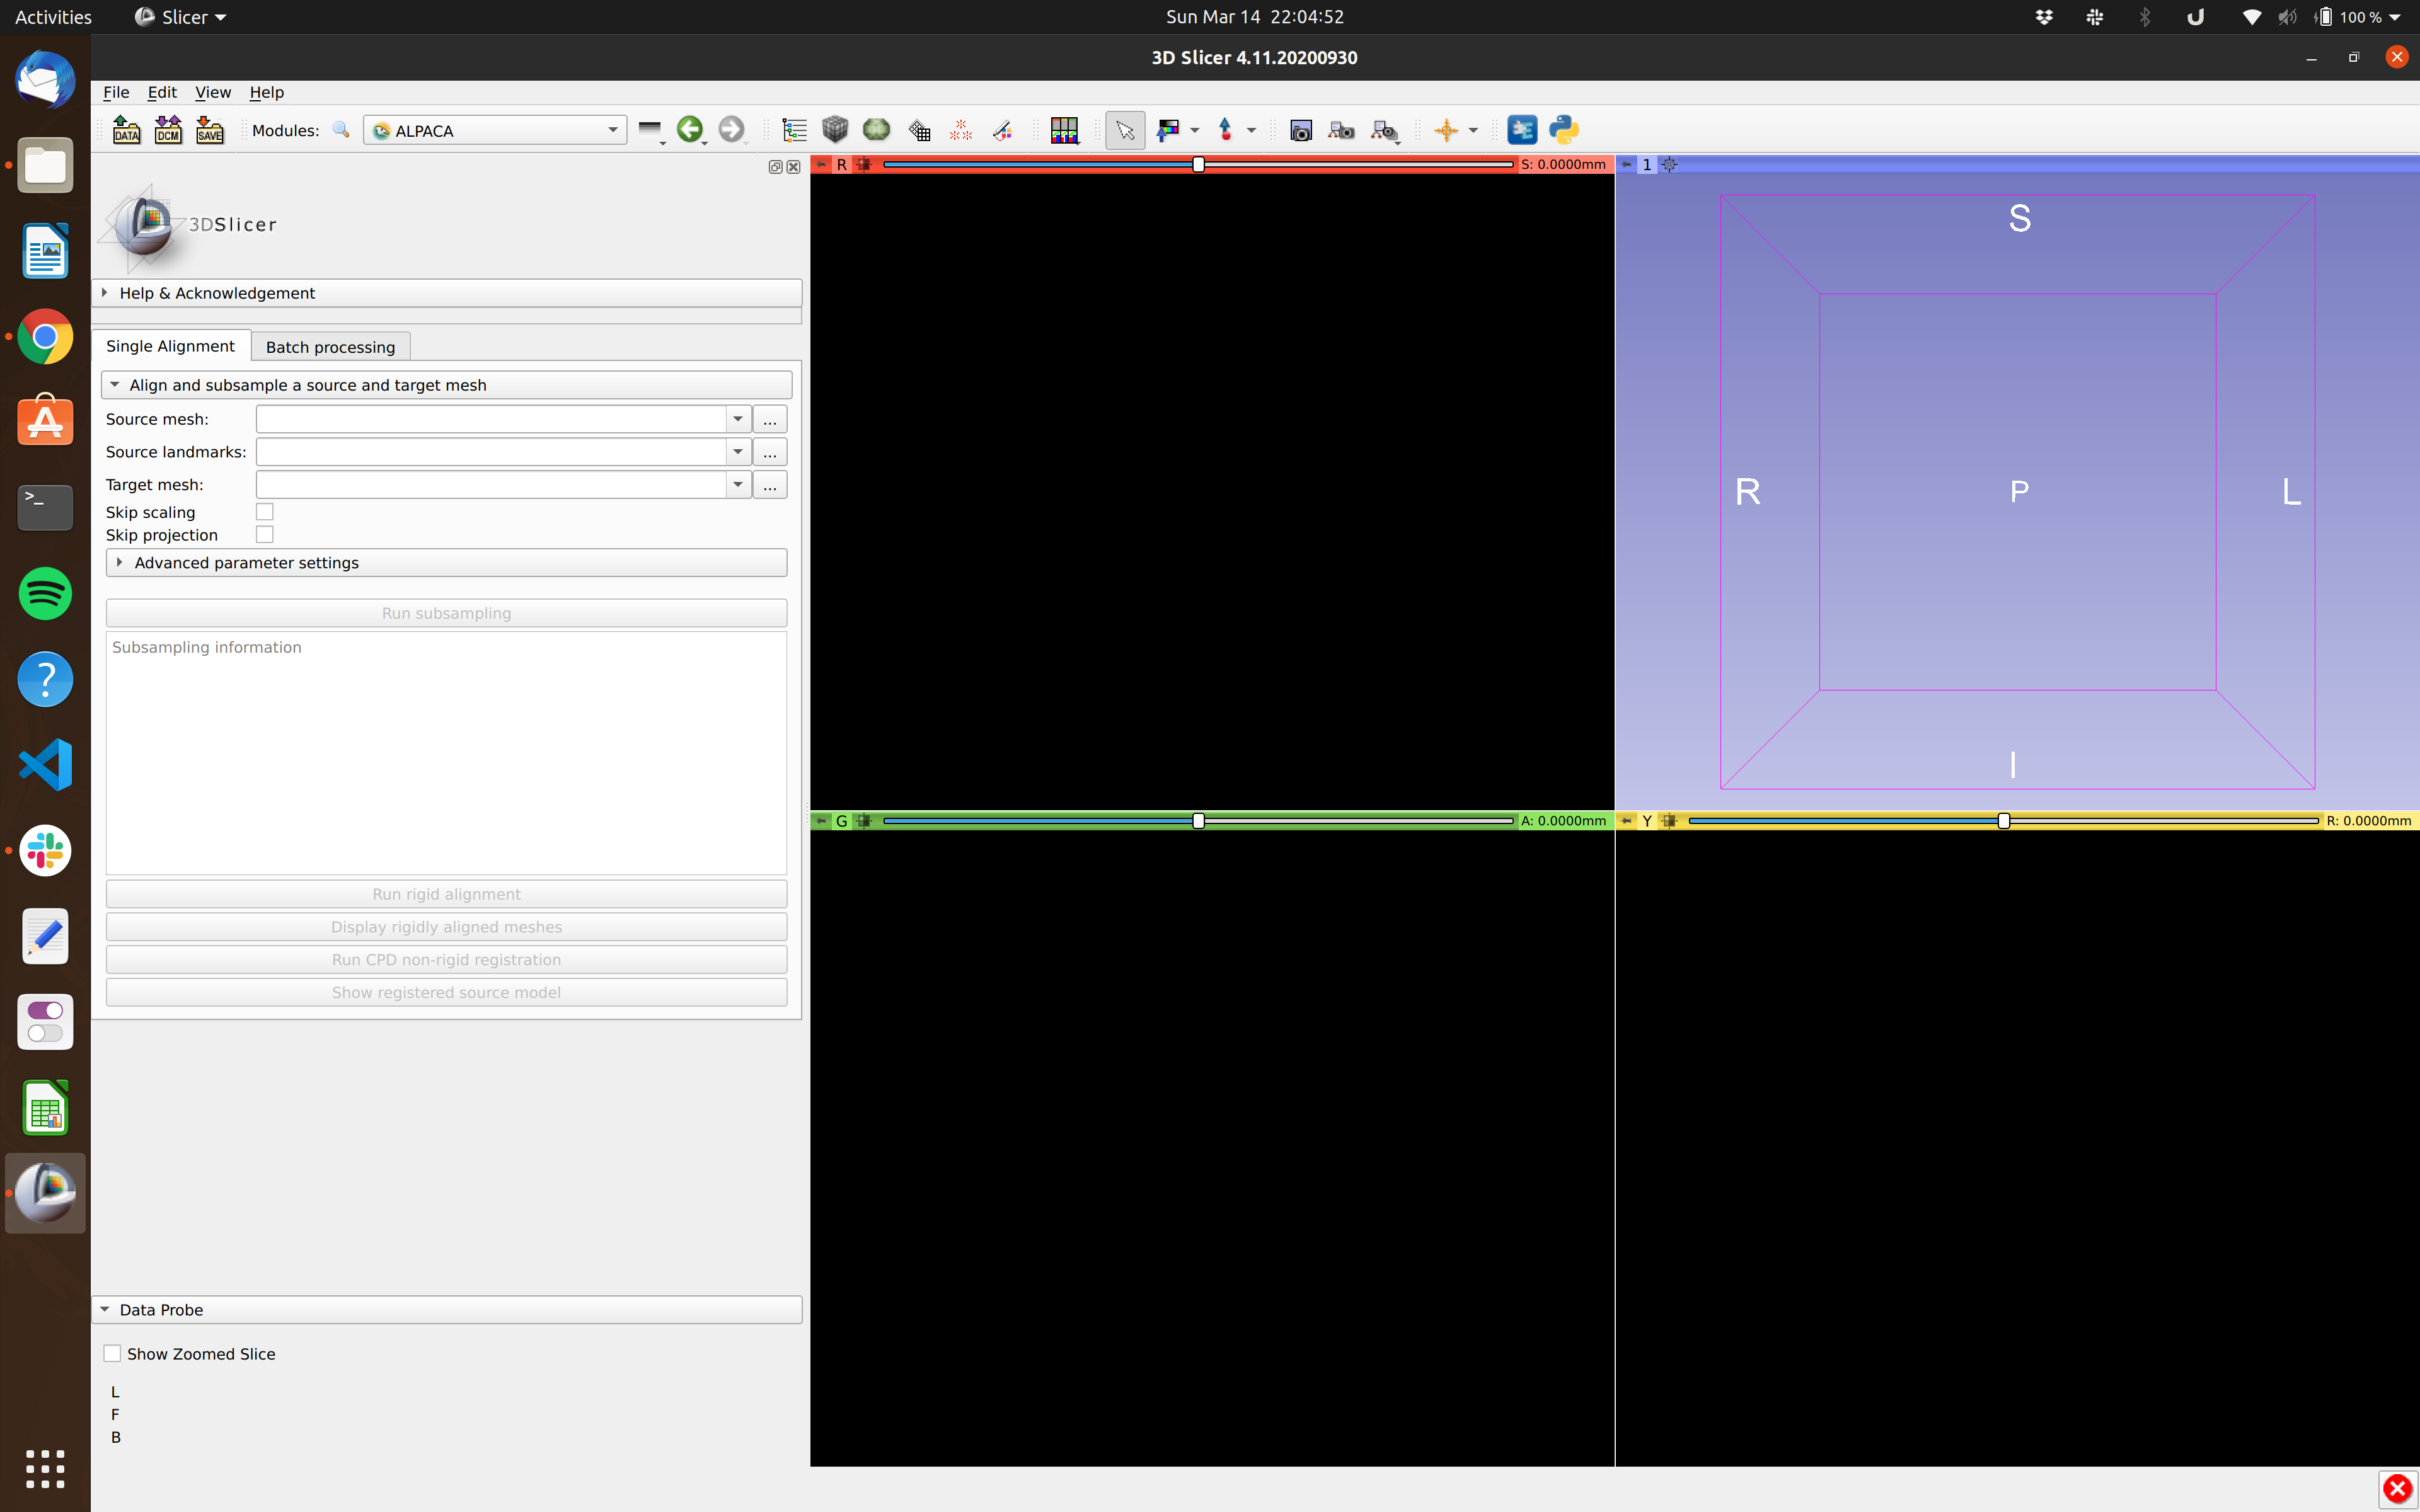 Activities
Slicer
Sun Mar 14 22:04:52
100 %
3D Slicer 4.11.20200930
File Edit View Help
DATA DCM SAVE Modules: ALPACA
R S: 0.0000mm
1
3DSlicer
Help & Acknowledgement
Single Alignment Batch processing
Align and subsample a source and target mesh
Source mesh: ...
Source landmarks: ...
Target mesh: ...
Skip scaling
Skip projection
Advanced parameter settings
Run subsampling
Subsampling information
Run rigid alignment
Display rigidly aligned meshes
Run CPD non-rigid registration
Show registered source model
S
R P L
I
G A: 0.0000mm
Y R: 0.0000mm
Data Probe
Show Zoomed Slice
L
F
B